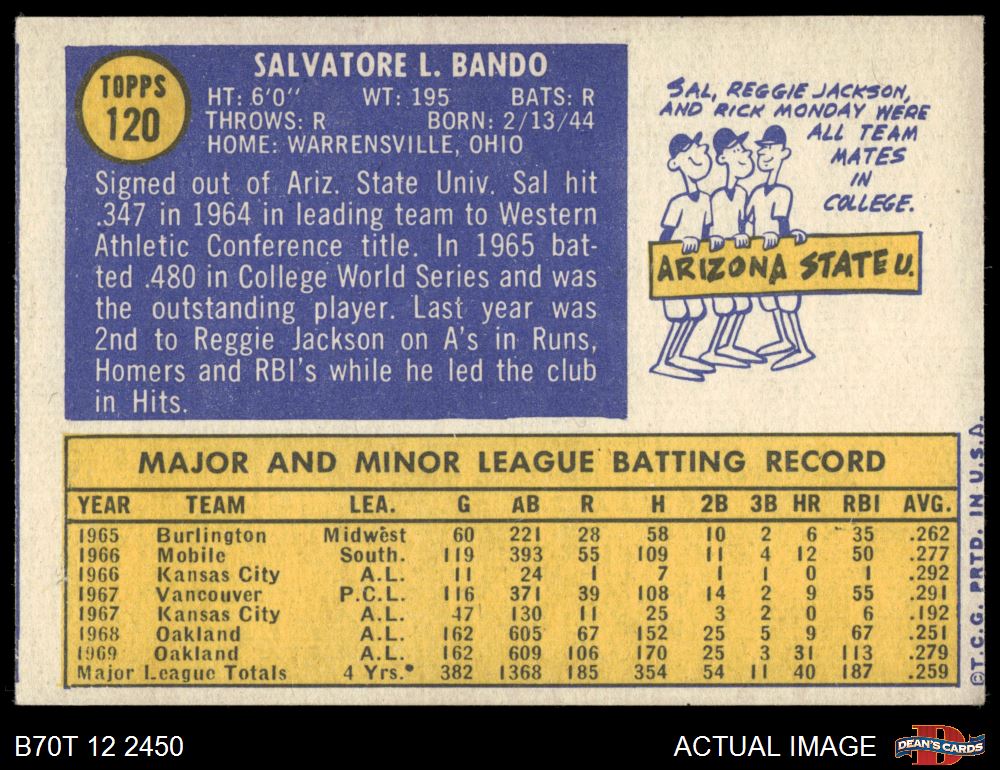 TOPPS
120
SALVATORE L. BANDO
HT: 6'0" WT: 195 BATS: R
THROWS: R BORN: 2/13/44
HOME: WARRENSVILLE, OHIO
Signed out of Ariz. State Univ. Sal hit
.347 in 1964 in leading team to Western
Athletic Conference title. In 1965 bat-
ted .480 in College World Series and was
the outstanding player. Last year was
2nd to Reggie Jackson on A's in Runs,
Homers and RBI's while he led the club
in Hits.
SAL, REGGIE JACKSON,
AND RICK MONDAY WERE
ALL TEAM
MATES
IN
COLLEGE.
ARIZONA STATE U.
MAJOR AND MINOR LEAGUE BATTING RECORD
YEAR TEAM LEA. G AB R H 2B 3B HR RBI AVG.
1965 Burlington Midwest 60 221 28 58 10 2 6 35 .262
1966 Mobile South. 119 393 55 109 11 4 12 50 .277
1966 Kansas City A.L. 11 24 1 7 1 1 0 1 .292
1967 Vancouver P.C.L. 116 371 39 108 14 2 9 55 .291
1967 Kansas City A.L. 47 130 11 25 3 2 0 6 .192
1968 Oakland A.L. 162 605 67 152 25 5 9 67 .251
1969 Oakland A.L. 162 609 106 170 25 3 31 113 .279
Major League Totals 4 Yrs. 382 1368 185 354 54 11 40 187 .259
©T.C.G. PRTD. IN U.S.A.
B70T 12 2450
ACTUAL IMAGE
DEAN'S CARDS